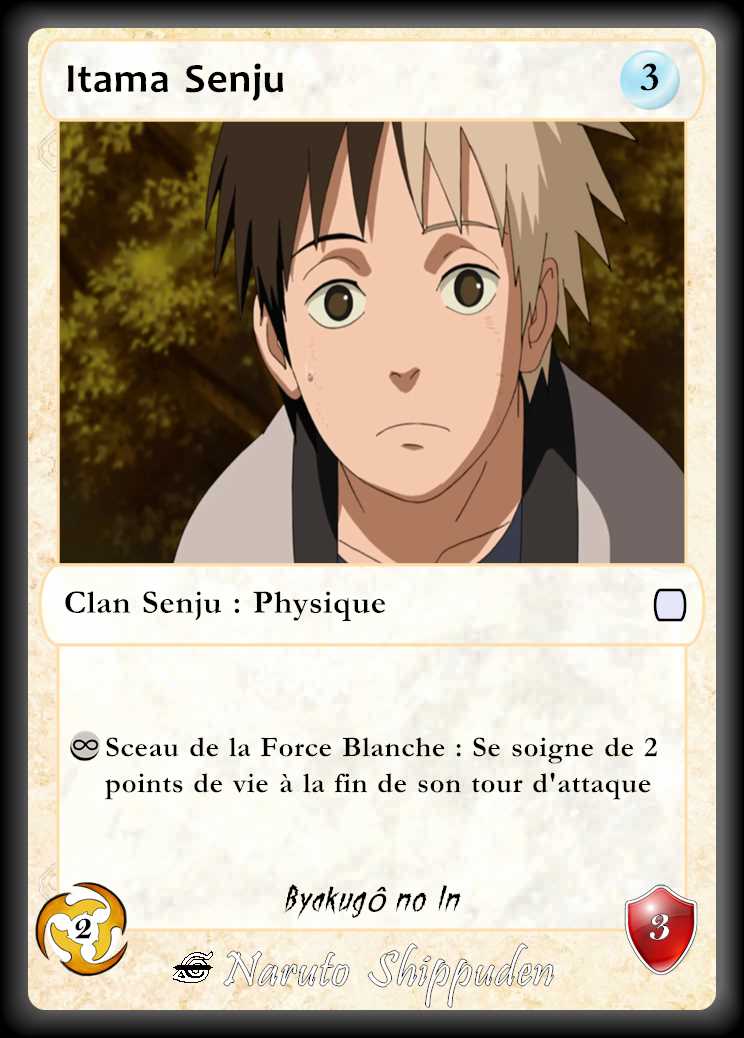 Itama Senju
3
Clan Senju : Physique
∞ Sceau de la Force Blanche : Se soigne de 2
points de vie à la fin de son tour d'attaque
Byakugô no In
2
3
Naruto Shippuden